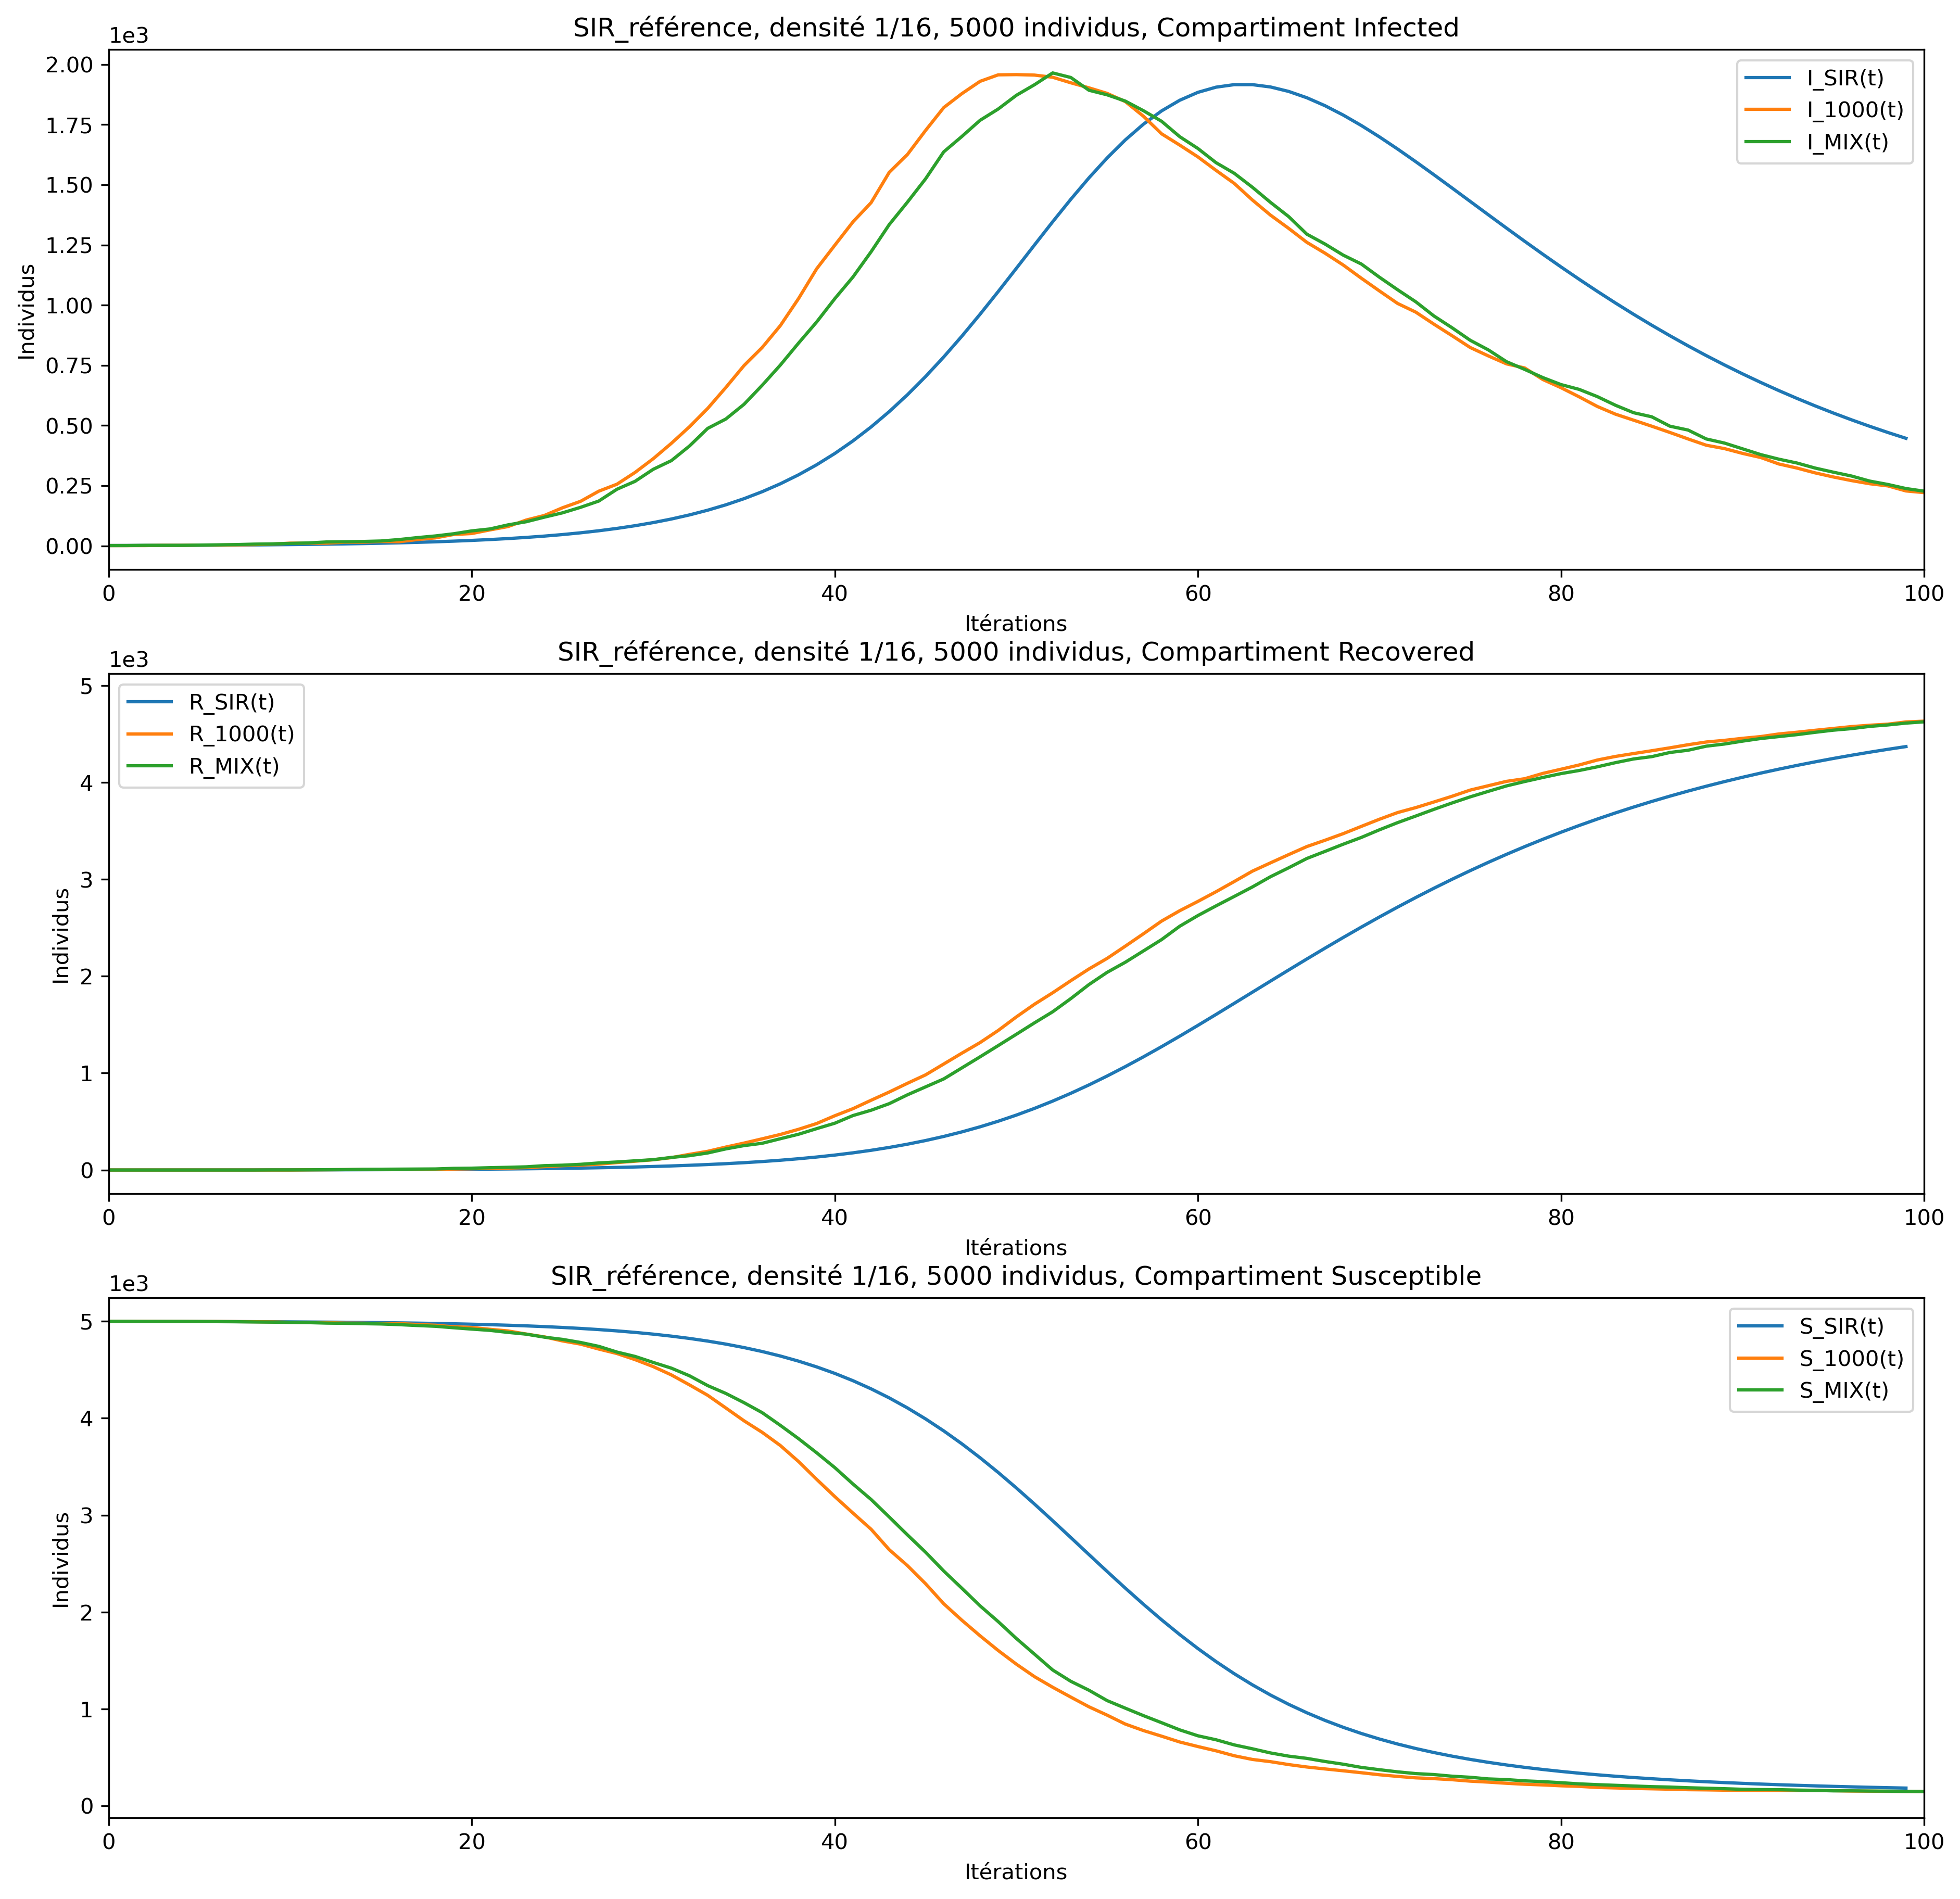 SIR_référence, densité 1/16, 5000 individus, Compartiment Infected
1e3
2.00
1.75
1.50
1.25
1.00
0.75
0.50
0.25
0.00
Individus
I_SIR(t)
I_1000(t)
I_MIX(t)
0 20 40 60 80 100
Itérations
SIR_référence, densité 1/16, 5000 individus, Compartiment Recovered
1e3
5
4
3
2
1
0
Individus
R_SIR(t)
R_1000(t)
R_MIX(t)
0 20 40 60 80 100
Itérations
SIR_référence, densité 1/16, 5000 individus, Compartiment Susceptible
1e3
5
4
3
2
1
0
Individus
S_SIR(t)
S_1000(t)
S_MIX(t)
0 20 40 60 80 100
Itérations